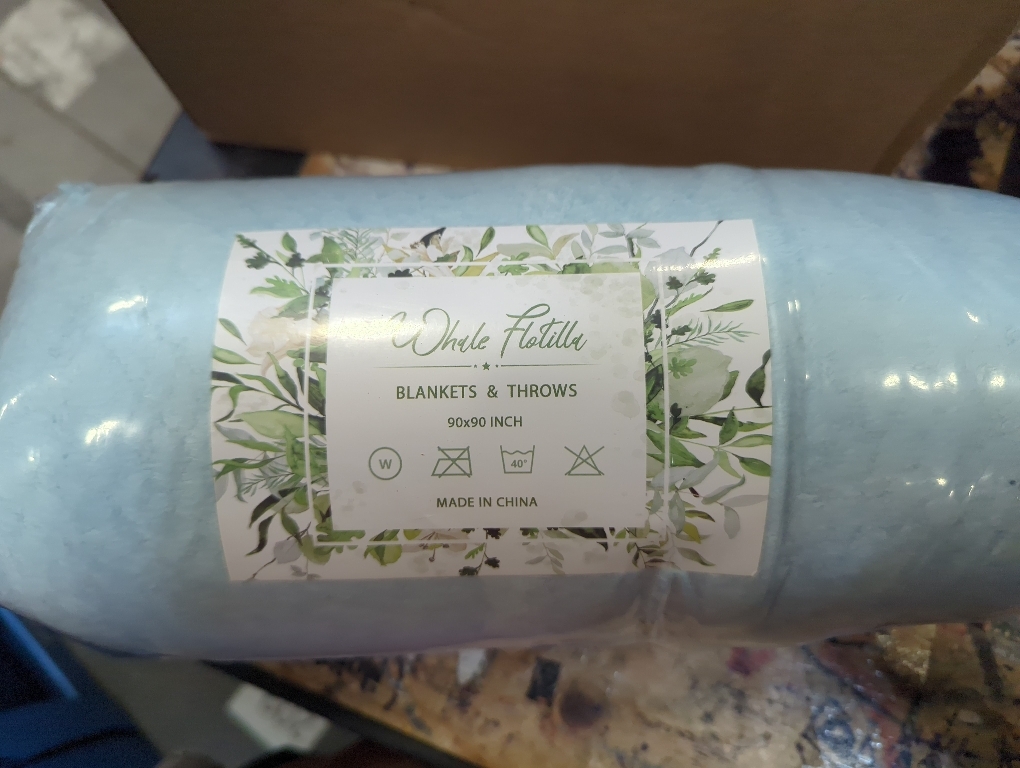 Whale Flotilla
BLANKETS & THROWS
90x90 INCH
W
40°
MADE IN CHINA